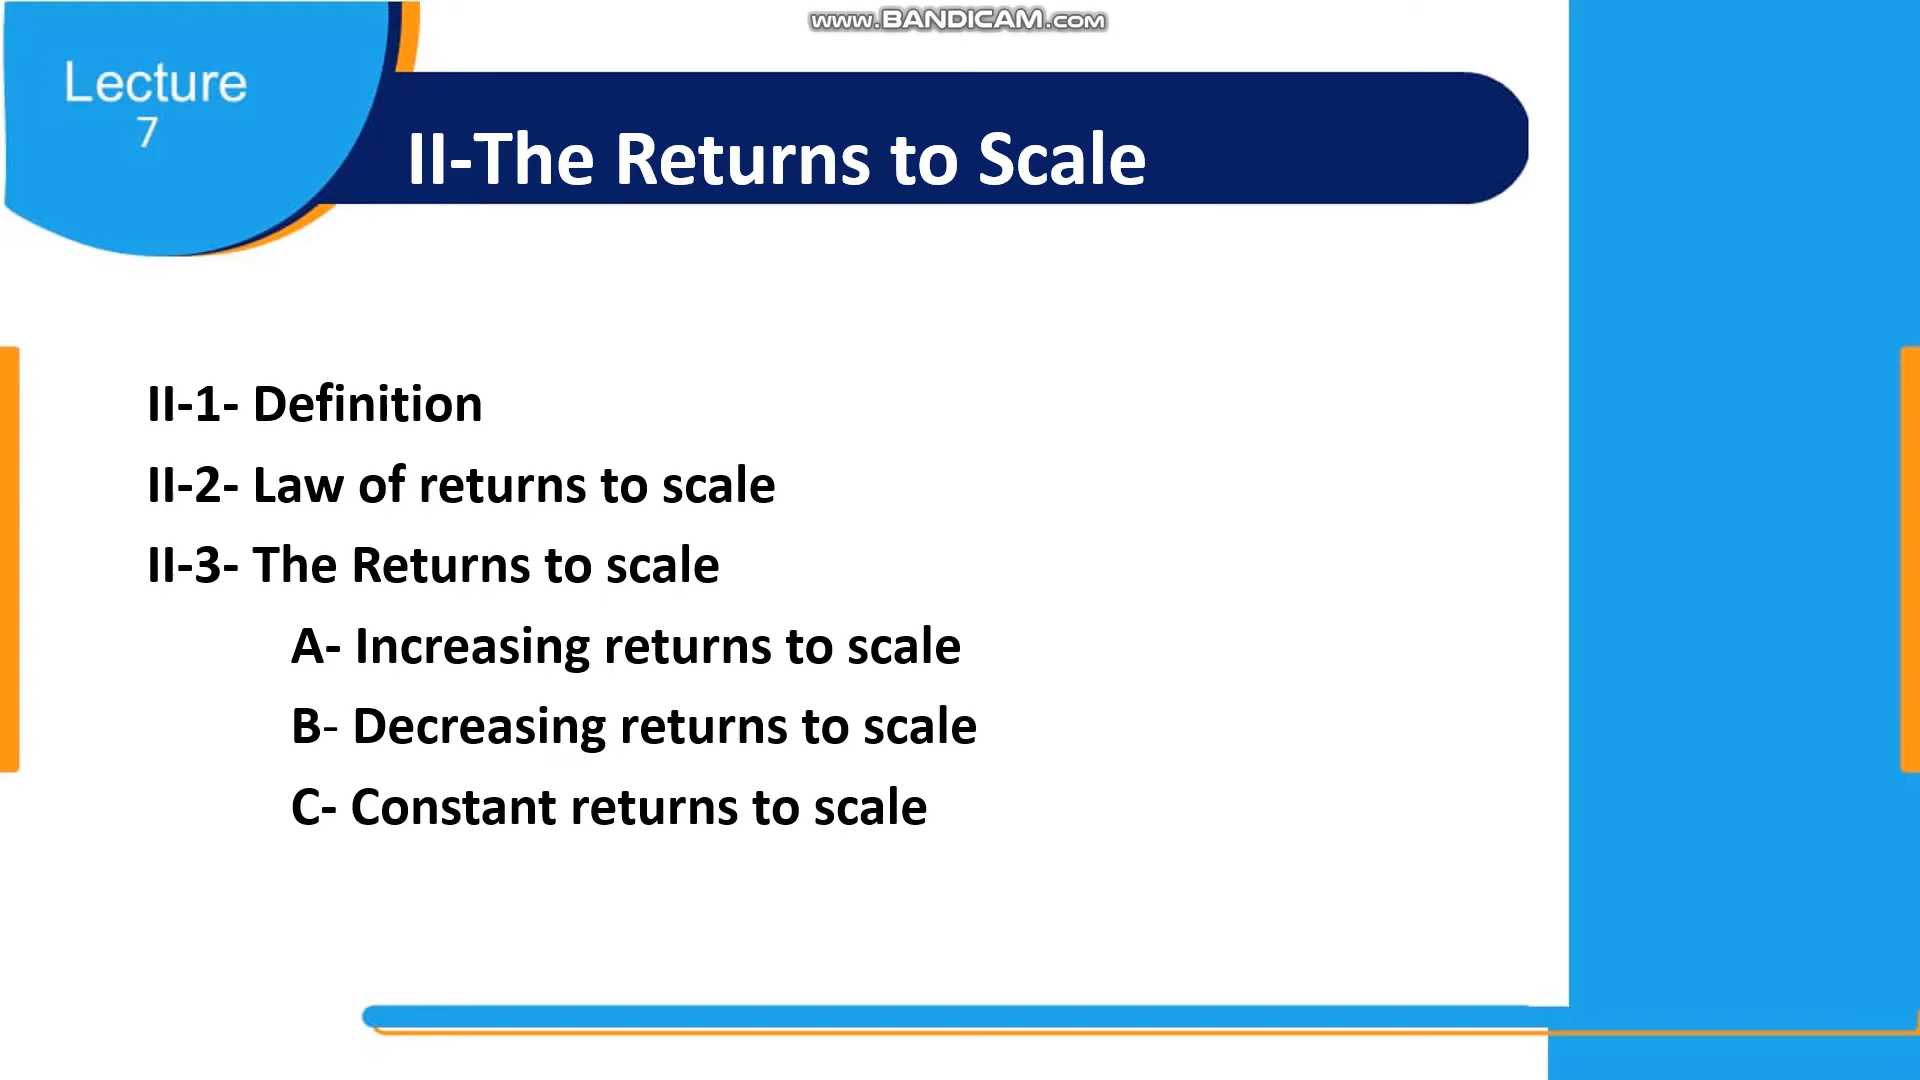 www.BANDICAM.com
Lecture
7
II-The Returns to Scale
II-1- Definition
II-2- Law of returns to scale
II-3- The Returns to scale
A- Increasing returns to scale
B- Decreasing returns to scale
C- Constant returns to scale